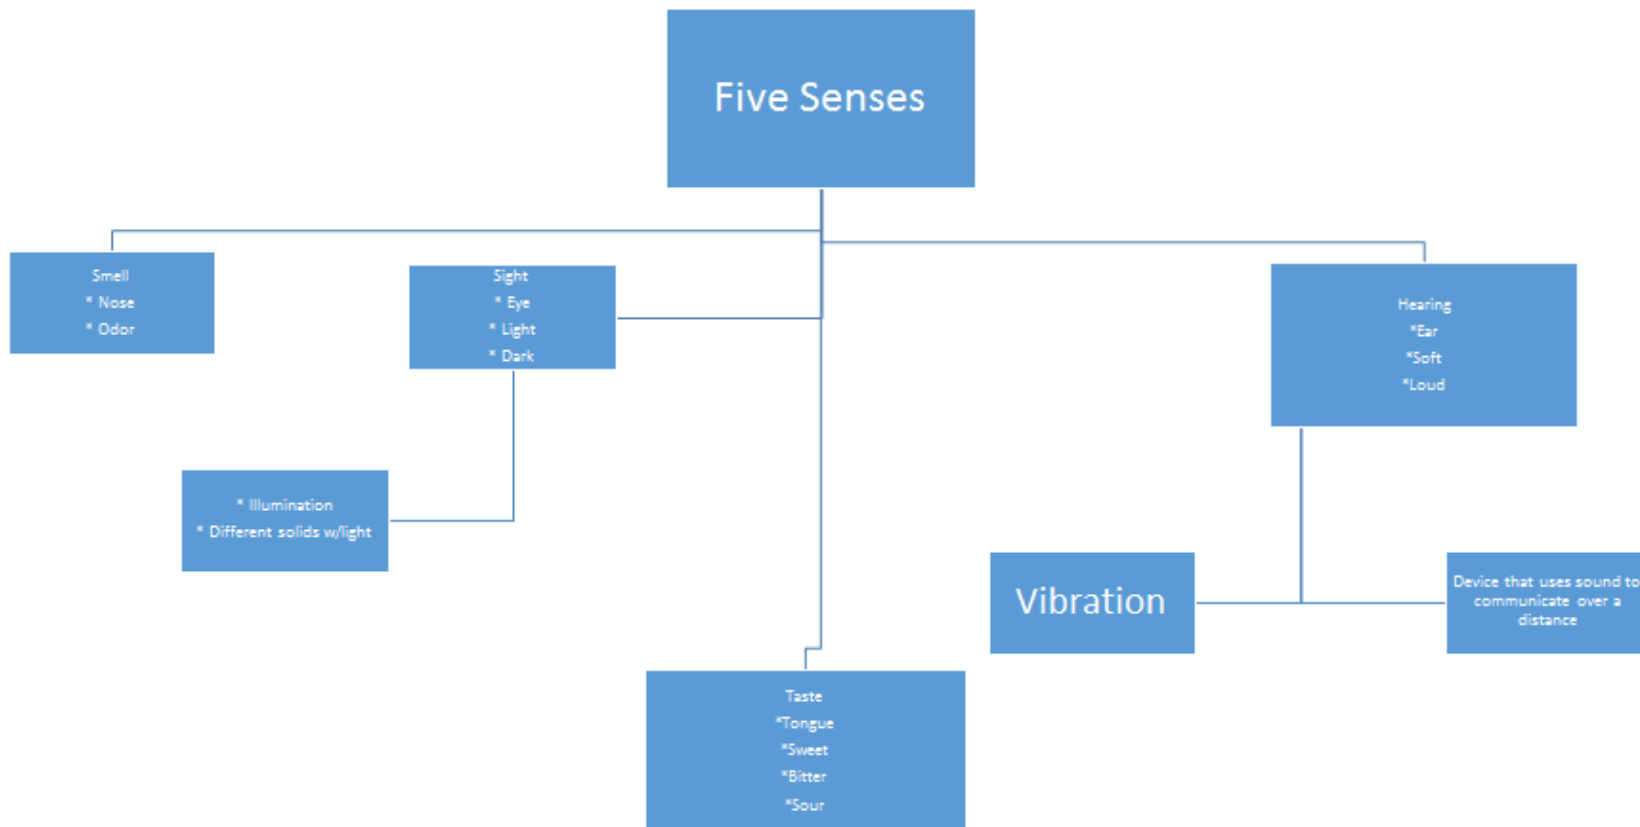 Five Senses
Smell
* Nose
* Odor
Sight
* Eye
* Light
* Dark
Hearing
*Ear
*Soft
*Loud
* Illumination
* Different solids w/light
Vibration
Device that uses sound to
communicate over a
distance
Taste
*Tongue
*Sweet
*Bitter
*Sour